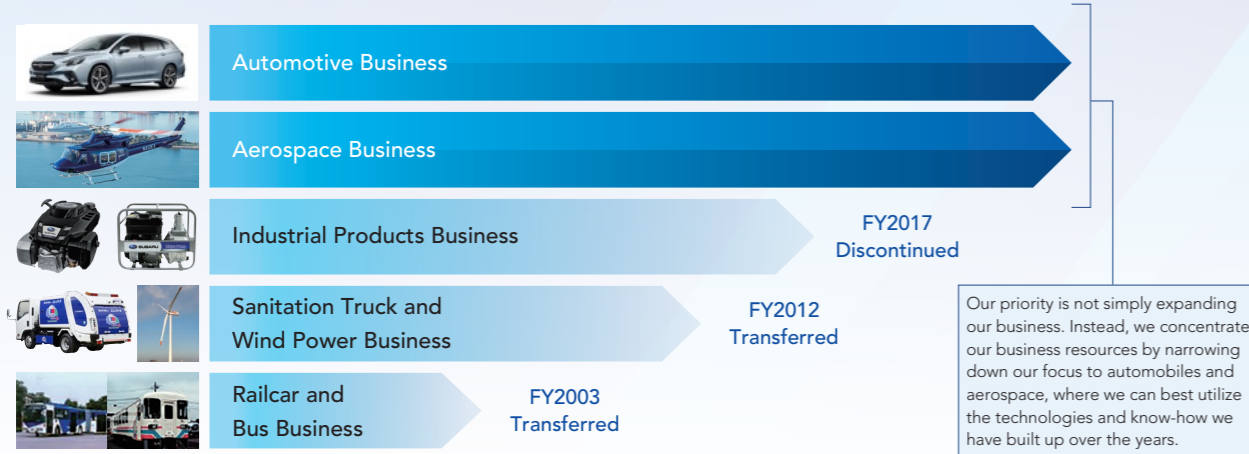 Automotive Business
Aerospace Business
Industrial Products Business
FY2017
Discontinued
SUBARU
Sanitation Truck and
Wind Power Business
FY2012
Transferred
Railcar and
Bus Business
FY2003
Transferred
Our priority is not simply expanding
our business. Instead, we concentrate
our business resources by narrowing
down our focus to automobiles and
aerospace, where we can best utilize
the technologies and know-how we
have built up over the years.